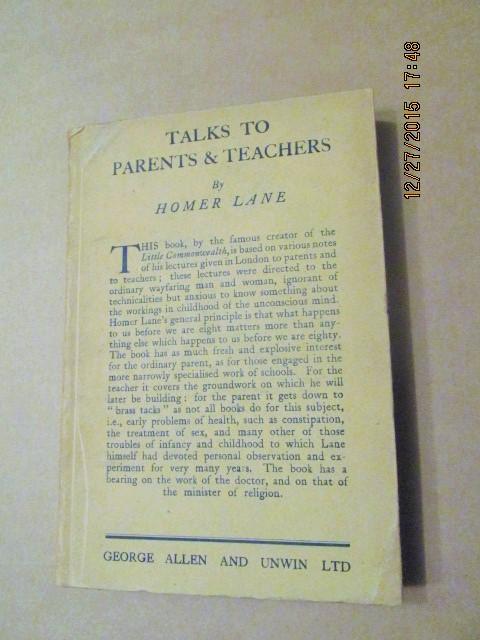 TALKS TO
PARENTS & TEACHERS
By
HOMER LANE
THIS book, by the famous creator of the
Little Commonwealth, is based on various notes
of his lectures given in London to parents and
to teachers; these lectures were directed to the
ordinary wayfaring man and woman, ignorant of
technicalities but anxious to know something about
the workings in childhood of the unconscious mind.
Homer Lane's general principle is that what happens
to us before we are eight matters more than any-
thing else which happens to us before we are eighty.
The book has as much fresh and explosive interest
for the ordinary parent, as for those engaged in the
more narrowly specialised work of schools. For the
teacher it covers the groundwork on which he will
later be building: for the parent it gets down to
"brass tacks" as not all books do for this subject,
i.e., early problems of health, such as constipation,
the treatment of sex, and many other of those
troubles of infancy and childhood to which Lane
himself had devoted personal observation and ex-
periment for very many years. The book has a
bearing on the work of the doctor, and on that of
the minister of religion.
GEORGE ALLEN AND UNWIN LTD
12/27/2015 17:48